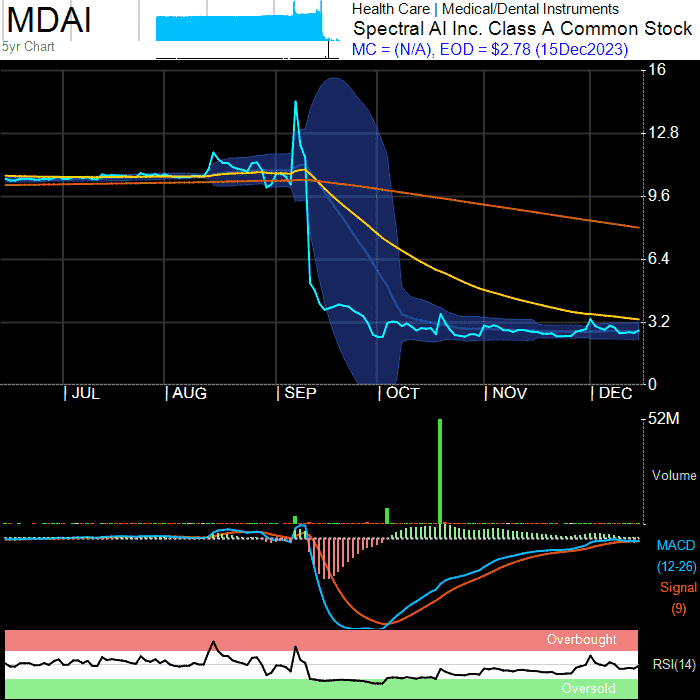 MDAI
5yr Chart
Health Care | Medical/Dental Instruments
Spectral AI Inc. Class A Common Stock
MC = (N/A), EOD = $2.78 (15Dec2023)
16
12.8
9.6
6.4
3.2
0
| JUL | AUG | SEP | OCT | NOV | DEC
52M
Volume
MACD
(12-26)
Signal
(9)
Overbought
RSI(14)
Oversold